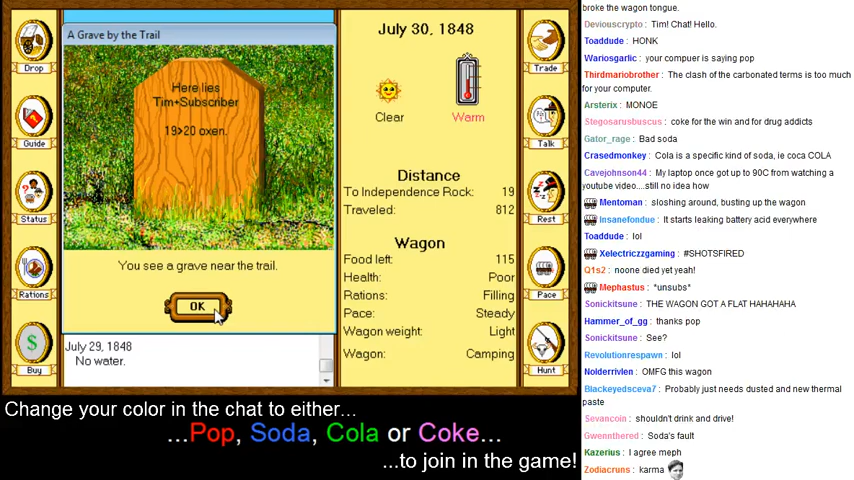 Drop
Guide
Status
Rations
Buy
A Grave by the Trail
Here lies
Tim+Subscriber
19>20 oxen.
You see a grave near the trail.
OK
July 29, 1848
No water.
July 30, 1848
Clear
Warm
Distance
To Independence Rock: 19
Traveled: 812
Wagon
Food left: 115
Health: Poor
Rations: Filling
Pace: Steady
Wagon weight: Light
Wagon: Camping
Trade
Talk
Rest
Pace
Hunt
Change your color in the chat to either...
...Pop, Soda, Cola or Coke...
...to join in the game!
broke the wagon tongue.
Deviouscrypto : Tim! Chat! Hello.
Toaddude : HONK
Wariosgarlic : your compuer is saying pop
Thirdmariobrother : The clash of the carbonated terms is too much
for your computer.
Arsterix : MONOE
Stegosarusbuscus : coke for the win and for drug addicts
Gator_rage : Bad soda
Crasedmonkey : Cola is a specific kind of soda, ie coca COLA
Cavejohnson44 : My laptop once got up to 90C from watching a
youtube video....still no idea how
Mentoman : sloshing around, busting up the wagon
Insanefondue : It starts leaking battery acid everywhere
Toaddude : lol
Xelectriczzgaming : #SHOTSFIRED
Q1s2 : noone died yet yeah!
Mephastus : *unsubs*
Sonickitsune : THE WAGON GOT A FLAT HAHAHAHA
Hammer_of_gg : thanks pop
Sonickitsune : See?
Revolutionrespawn : lol
Nolderrivlen : OMFG this wagon
Blackeyedsceva7 : Probably just needs dusted and new thermal
paste
Sevancoin : shouldn't drink and drive!
Gwennthered : Soda's fault
Kazerius : I agree meph
Zodiacruns : karma